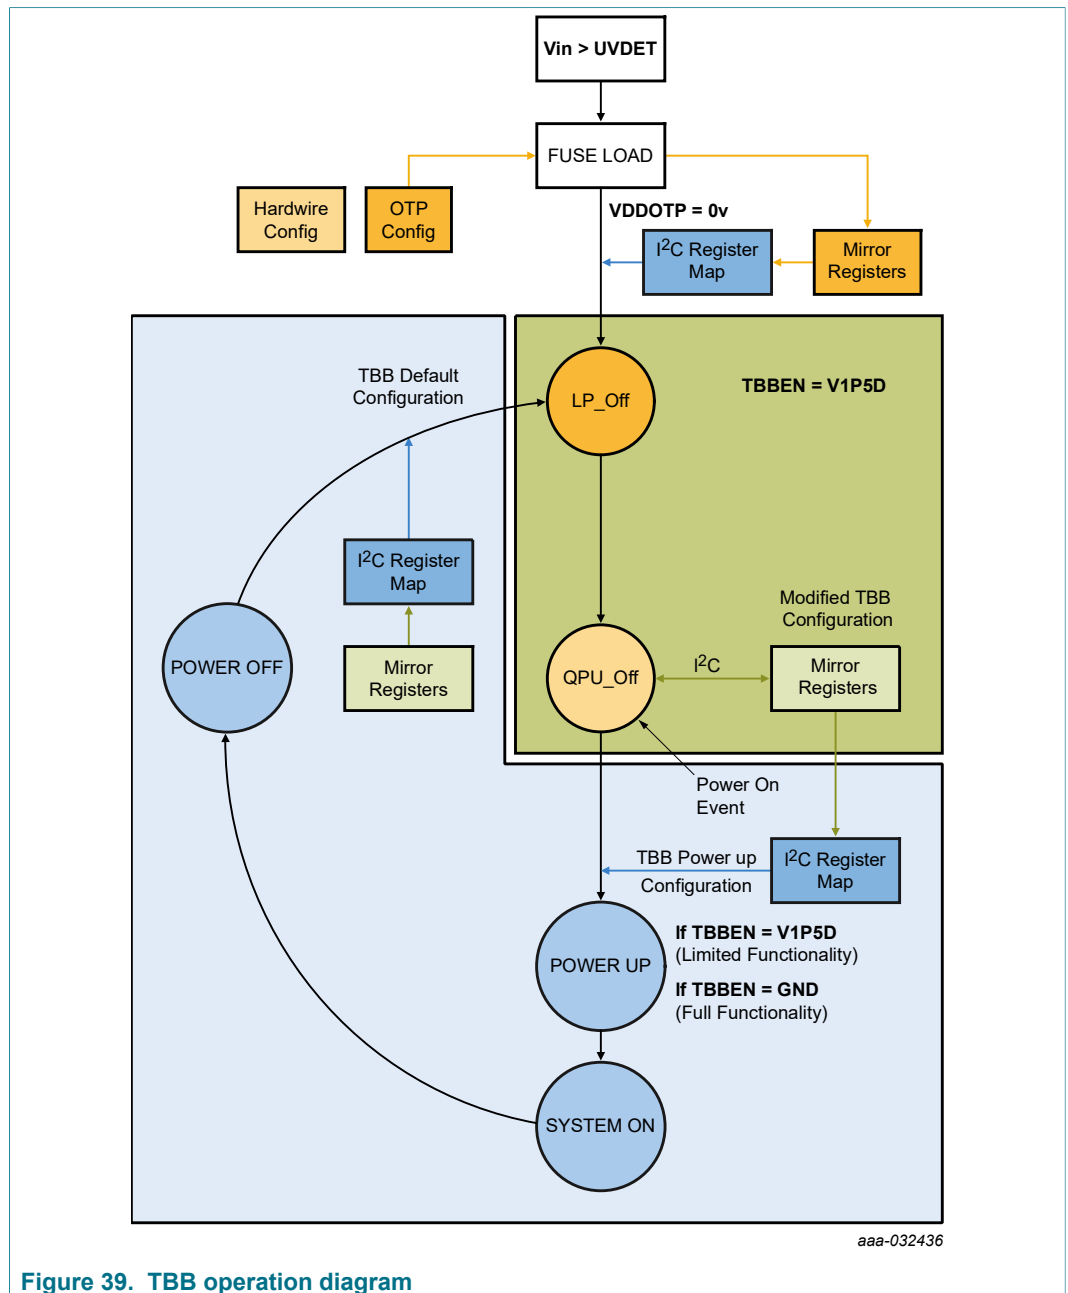 Vin > UVDET
FUSE LOAD
Hardwire
Config
OTP
Config
VDDOTP = 0v
I2C Register
Map
Mirror
Registers
TBB Default
Configuration
LP_Off
TBBEN = V1P5D
I2C Register
Map
Mirror
Registers
POWER OFF
QPU_Off
I2C
Modified TBB
Configuration
Mirror
Registers
Power On
Event
TBB Power up
Configuration
I2C Register
Map
POWER UP
If TBBEN = V1P5D
(Limited Functionality)
If TBBEN = GND
(Full Functionality)
SYSTEM ON
aaa-032436
Figure 39. TBB operation diagram